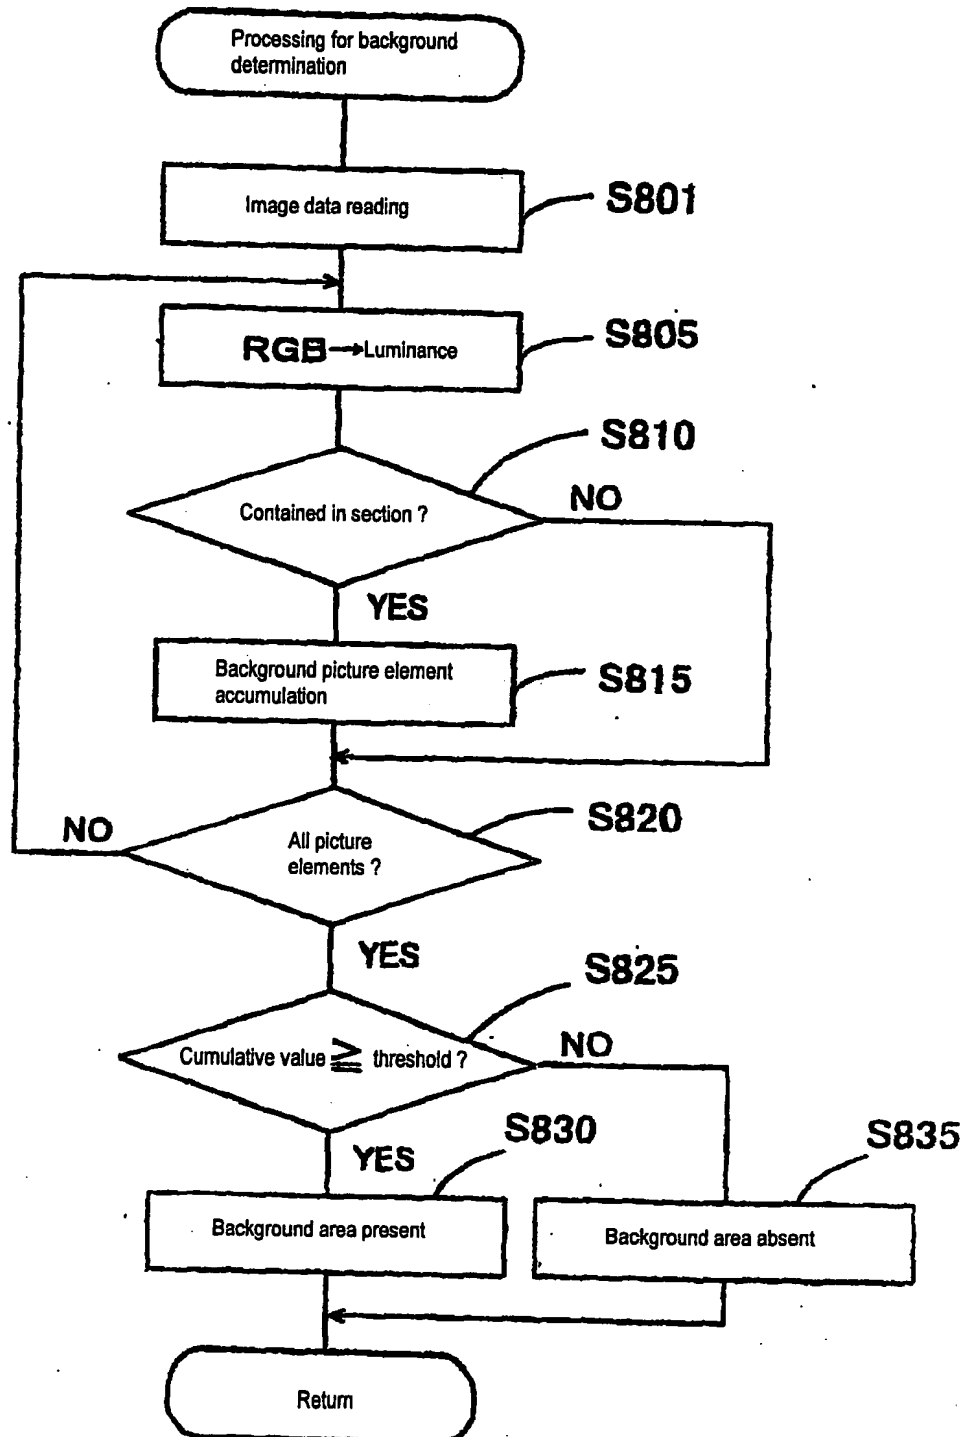 Processing for background
determination
Image data reading
S801
RGB→Luminance
S805
S810
Contained in section ?
NO
YES
Background picture element
accumulation
S815
S820
NO
All picture
elements ?
YES
S825
Cumulative value ≧ threshold ?
NO
S830
S835
YES
Background area present
Background area absent
Return